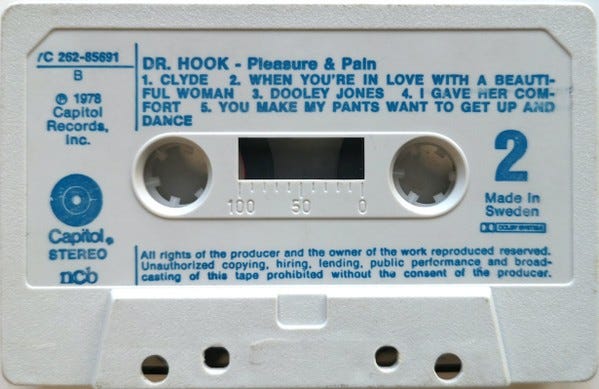 7C 262-85691
B
℗ 1978
Capitol
Records,
Inc.
Capitol®
STEREO
ncb
DR. HOOK - Pleasure & Pain
1. CLYDE 2. WHEN YOU'RE IN LOVE WITH A BEAUTI-
FUL WOMAN 3. DOOLEY JONES 4. I GAVE HER COM-
FORT 5. YOU MAKE MY PANTS WANT TO GET UP AND
DANCE
100 50 0
2
Made in
Sweden
DOLBY SYSTEM
All rights of the producer and the owner of the work reproduced reserved.
Unauthorized copying, hiring, lending, public performance and broad-
casting of this tape prohibited without the consent of the producer.